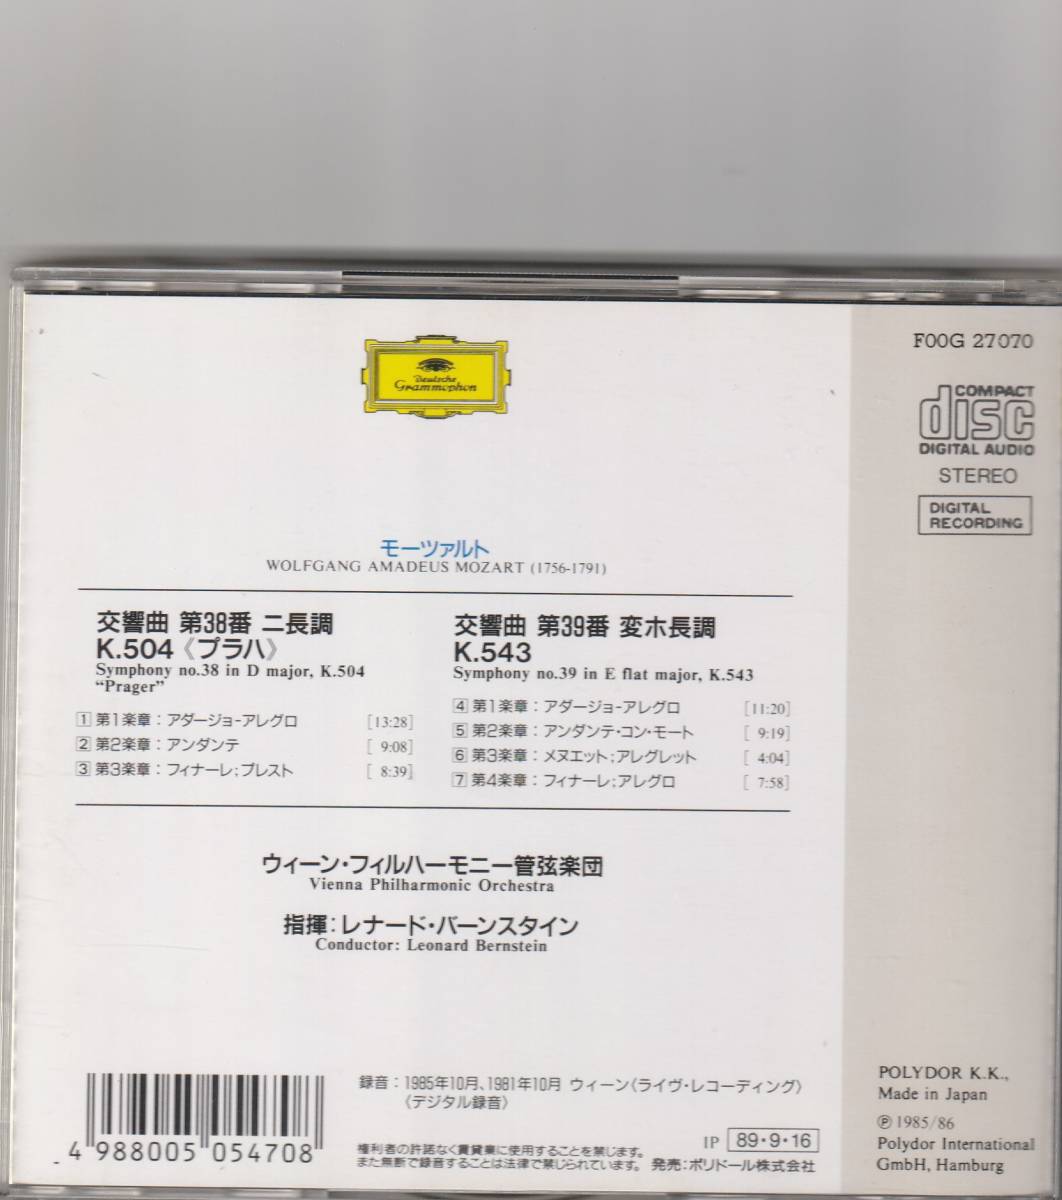 F00G 27070
Deutsche
Grammophon
COMPACT
disc
DIGITAL AUDIO
STEREO
DIGITAL
RECORDING
モーツァルト
WOLFGANG AMADEUS MOZART (1756-1791)
交響曲 第38番 ニ長調
K.504《プラハ》
Symphony no.38 in D major, K.504
“Prager”
1 第1楽章：アダージョ-アレグロ [13:28]
2 第2楽章：アンダンテ [ 9:08]
3 第3楽章：フィナーレ；プレスト [ 8:39]
交響曲 第39番 変ホ長調
K.543
Symphony no.39 in E flat major, K.543
4 第1楽章：アダージョ-アレグロ [11:20]
5 第2楽章：アンダンテ・コン・モート [ 9:19]
6 第3楽章：メヌエット；アレグレット [ 4:04]
7 第4楽章：フィナーレ；アレグロ [ 7:58]
ウィーン・フィルハーモニー管弦楽団
Vienna Philharmonic Orchestra
指揮：レナード・バーンスタイン
Conductor: Leonard Bernstein
録音：1985年10月、1981年10月 ウィーン〈ライヴ・レコーディング〉
〈デジタル録音〉
4 988005 054708
IP 89・9・16
権利者の許諾なく賃貸業に使用することを禁じます。
また無断で録音することは法律で禁じられています。 発売：ポリドール株式会社
POLYDOR K.K.,
Made in Japan
℗ 1985/86
Polydor International
GmbH, Hamburg